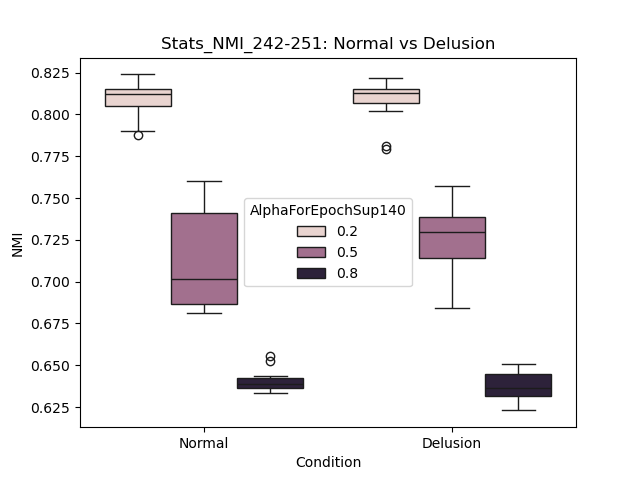 Stats_NMI_242-251: Normal vs Delusion
NMI
0.825
0.800
0.775
0.750
0.725
0.700
0.675
0.650
0.625
AlphaForEpochSup140
0.2
0.5
0.8
Normal
Delusion
Condition